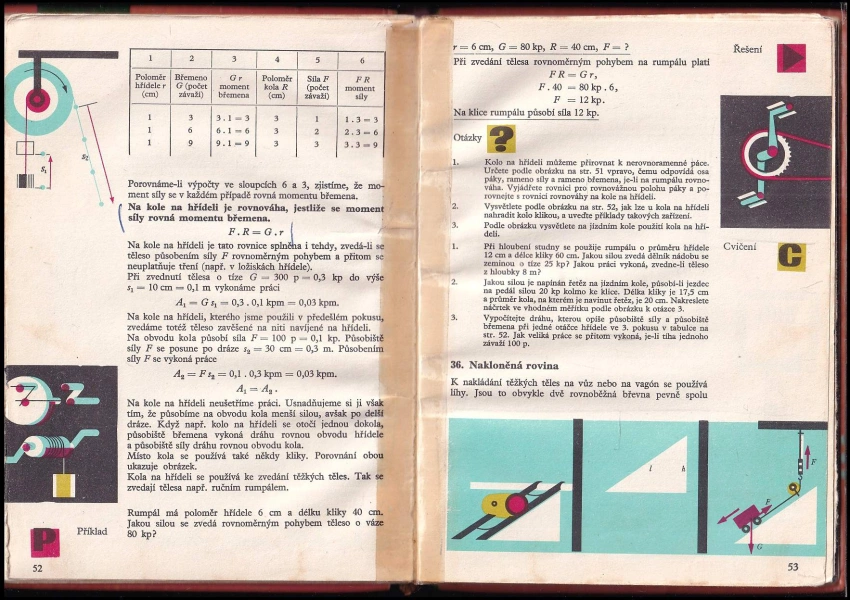 1 2 3 4 5 6
Poloměr Břemeno G r Poloměr Síla F F R
hřídele r G (počet moment kola R (počet moment
(cm) závaží) břemena (cm) závaží) síly
1 3 3 . 1 = 3 3 1 1 . 3 = 3
1 6 6 . 1 = 6 3 2 2 . 3 = 6
1 9 9 . 1 = 9 3 3 3 . 3 = 9
s₂
s₁
Porovnáme-li výpočty ve sloupcích 6 a 3, zjistíme, že mo-
ment síly se v každém případě rovná momentu břemena.
Na kole na hřídeli je rovnováha, jestliže se moment
síly rovná momentu břemena.
F . R = G . r
Na kole na hřídeli je tato rovnice splněna i tehdy, zvedá-li se
těleso působením síly F rovnoměrným pohybem a přitom se
neuplatňuje tření (např. v ložiskách hřídele).
Při zvednutí tělesa o tíze G = 300 p = 0,3 kp do výše
s₁ = 10 cm = 0,1 m vykonáme práci
A₁ = G s₁ = 0,3 . 0,1 kpm = 0,03 kpm.
Na kole na hřídeli, kterého jsme použili v předešlém pokusu,
zvedáme totéž těleso zavěšené na niti navíjené na hřídeli.
Na obvodu kola působí síla F = 100 p = 0,1 kp. Působiště
síly F se posune po dráze s₂ = 30 cm = 0,3 m. Působením
síly F se vykoná práce
A₂ = F s₂ = 0,1 . 0,3 kpm = 0,03 kpm.
A₁ = A₂ .
Na kole na hřídeli neušetříme práci. Usnadňujeme si ji však
tím, že působíme na obvodu kola menší silou, avšak po delší
dráze. Když např. kolo na hřídeli se otočí jednou dokola,
působiště břemena vykoná dráhu rovnou obvodu hřídele
a působiště síly dráhu rovnou obvodu kola.
Místo kola se používá také někdy kliky. Porovnání obou
ukazuje obrázek.
Kola na hřídeli se používá ke zvedání těžkých těles. Tak se
zvedají tělesa např. ručním rumpálem.
P
Příklad
Rumpál má poloměr hřídele 6 cm a délku kliky 40 cm.
Jakou silou se zvedá rovnoměrným pohybem těleso o váze
80 kp?
52
r = 6 cm, G = 80 kp, R = 40 cm, F = ?
Řešení
Při zvedání tělesa rovnoměrným pohybem na rumpálu platí
F R = G r,
F . 40 = 80 kp . 6,
F = 12 kp.
Na klice rumpálu působí síla 12 kp.
Otázky
?
1. Kolo na hřídeli můžeme přirovnat k nerovnoramenné páce.
Určete podle obrázku na str. 51 vpravo, čemu odpovídá osa
páky, rameno síly a rameno břemena, je-li na rumpálu rovno-
váha. Vyjádřete rovnici pro rovnovážnou polohu páky a po-
rovnejte s rovnicí rovnováhy na kole na hřídeli.
2. Vysvětlete podle obrázku na str. 52, jak lze u kola na hřídeli
nahradit kolo klikou, a uveďte příklady takových zařízení.
3. Podle obrázku vysvětlete na jízdním kole použití kola na hří-
deli.
Cvičení
C
1. Při hloubení studny se použije rumpálu o průměru hřídele
12 cm a délce kliky 60 cm. Jakou silou zvedá dělník nádobu se
zeminou o tíze 25 kp? Jakou práci vykoná, zvedne-li těleso
z hloubky 8 m?
2. Jakou silou je napínán řetěz na jízdním kole, působí-li jezdec
na pedál silou 20 kp kolmo ke klice. Délka kliky je 17,5 cm
a průměr kola, na kterém je navinut řetěz, je 20 cm. Nakreslete
náčrtek ve vhodném měřítku podle obrázku k otázce 3.
3. Vypočítejte dráhu, kterou opíše působiště síly a působiště
břemena při jedné otáčce hřídele ve 3. pokusu v tabulce na
str. 52. Jak veliká práce se přitom vykoná, je-li tíha jednoho
závaží 100 p.
36. Nakloněná rovina
K nakládání těžkých těles na vůz nebo na vagón se používá
líhy. Jsou to obvykle dvě rovnoběžná břevna pevně spolu
l h
F
F
G
53